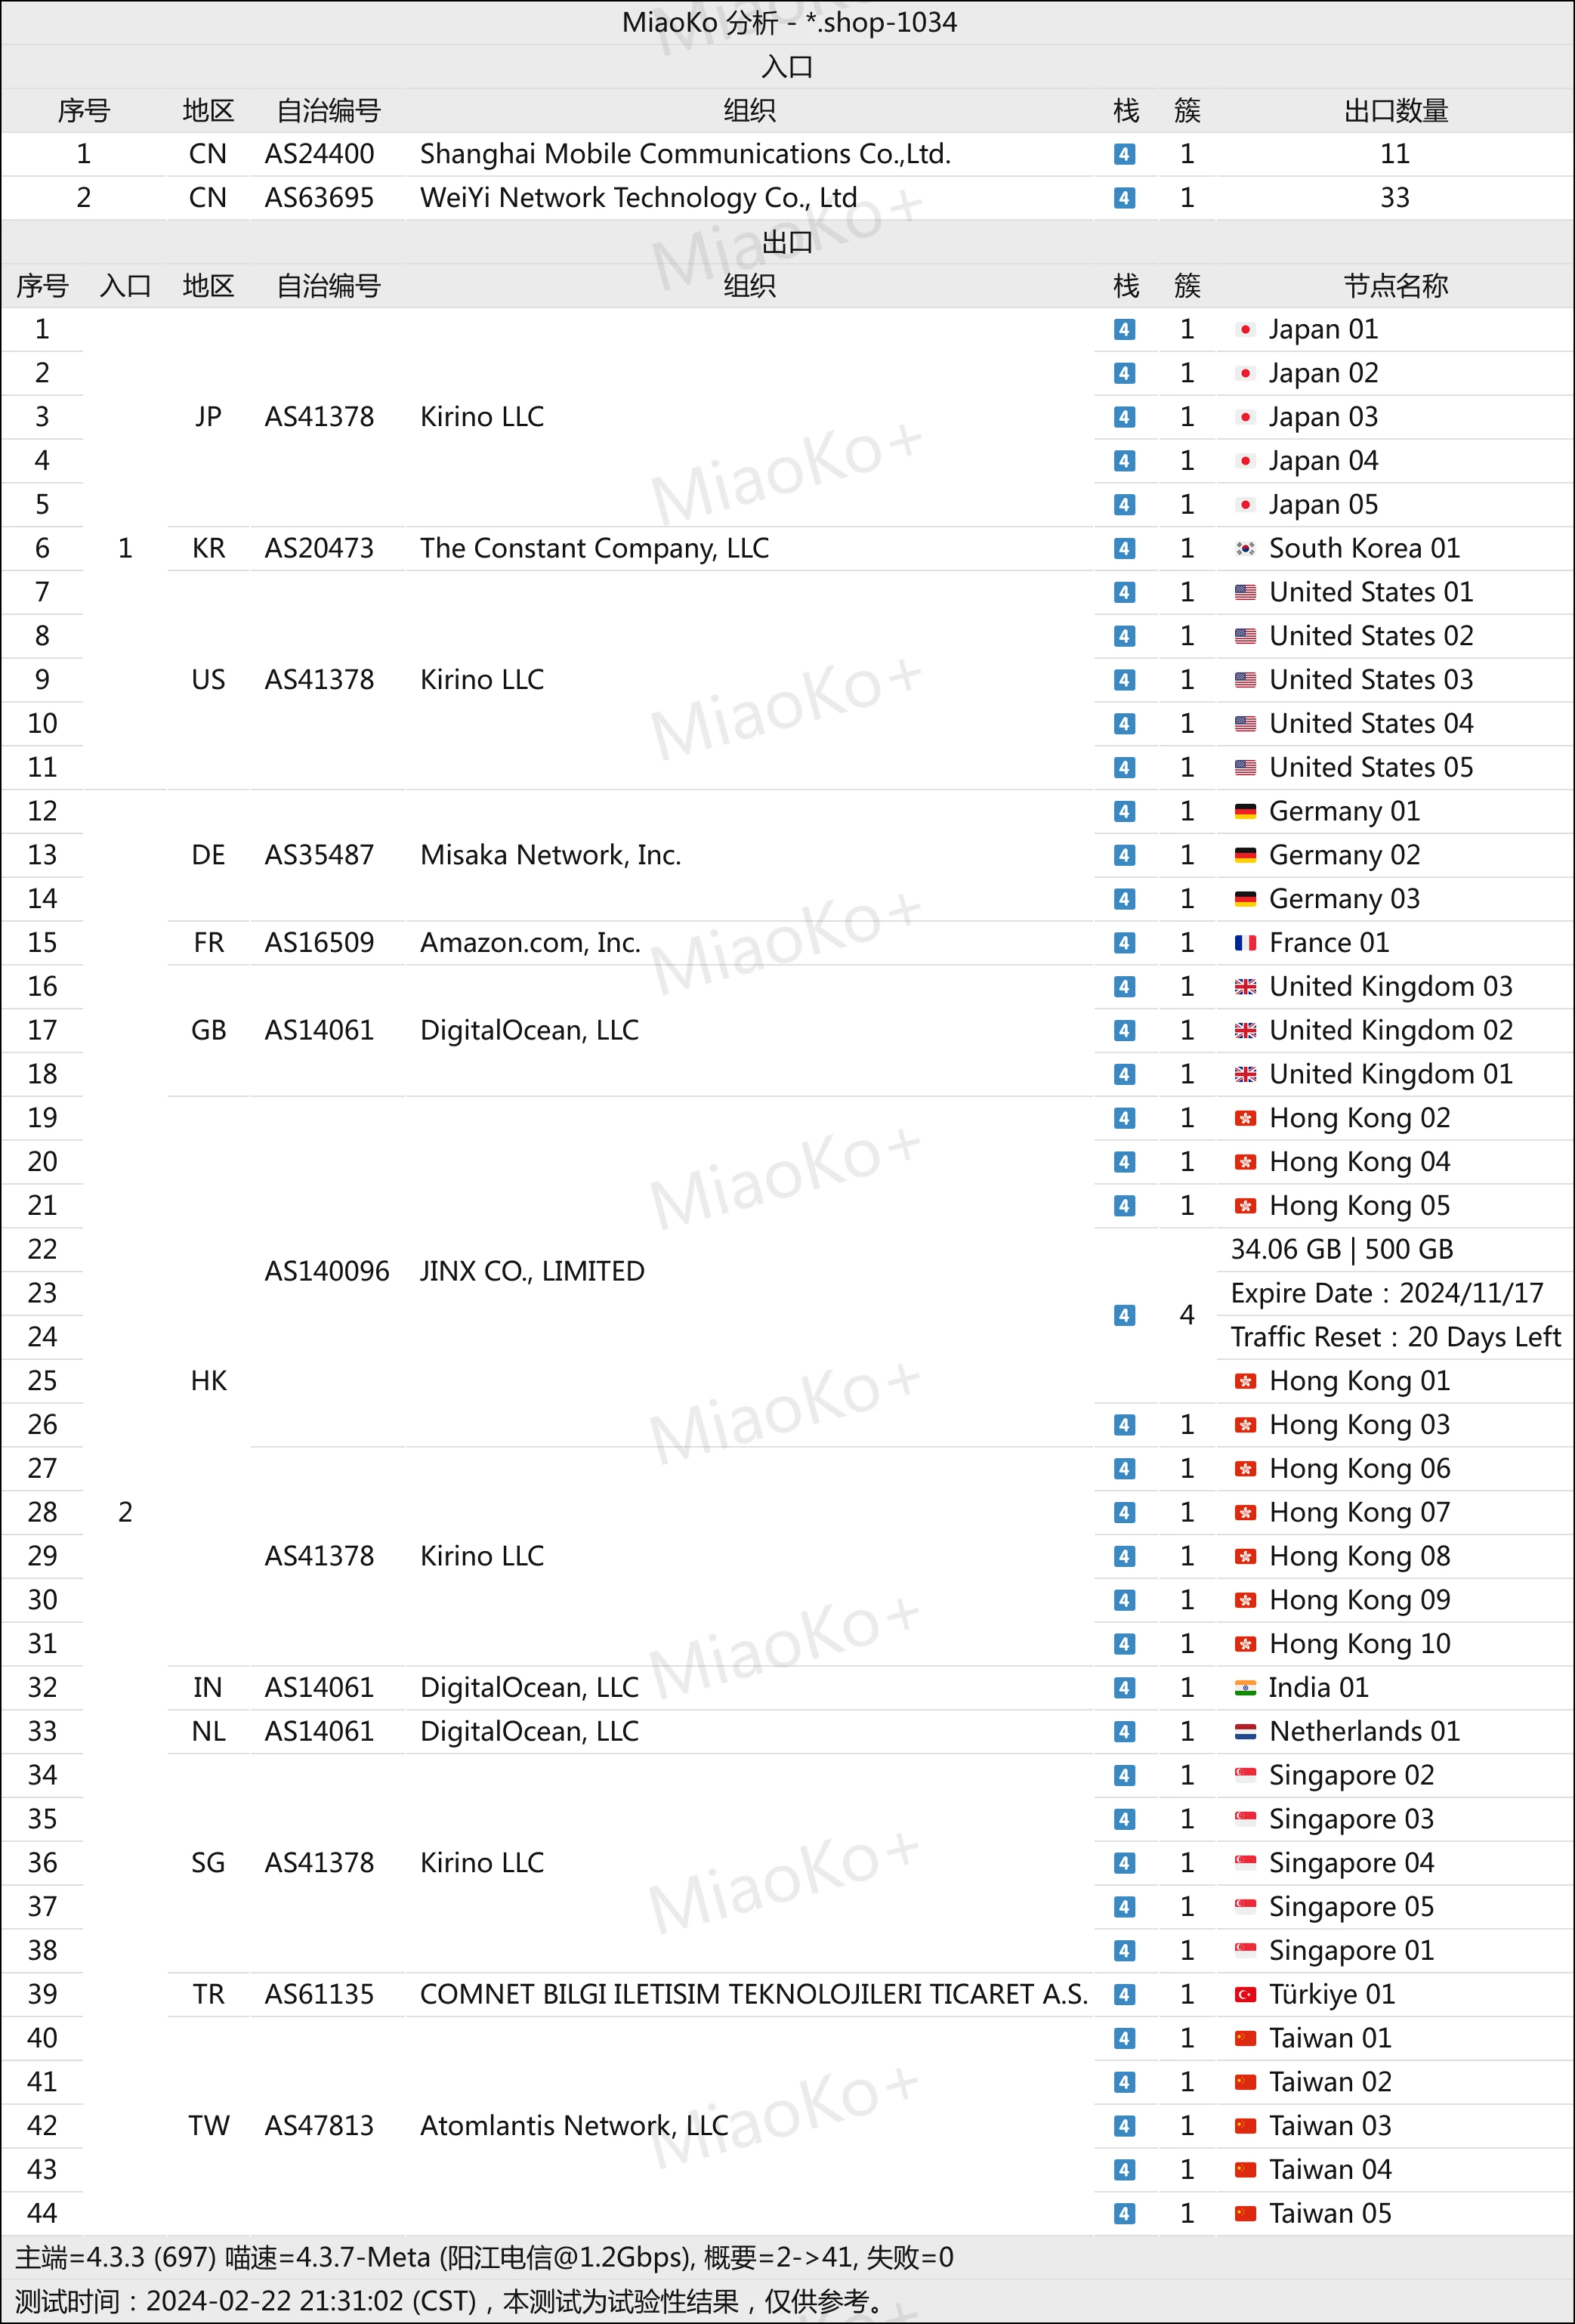 MiaoKo 分析 - *.shop-1034
入口
序号 地区 自治编号 组织 栈 簇 出口数量
1 CN AS24400 Shanghai Mobile Communications Co.,Ltd. 4 1 11
2 CN AS63695 WeiYi Network Technology Co., Ltd 4 1 33
出口
序号 入口 地区 自治编号 组织 栈 簇 节点名称
1 4 1 Japan 01
2 4 1 Japan 02
3 JP AS41378 Kirino LLC 4 1 Japan 03
4 4 1 Japan 04
5 4 1 Japan 05
6 1 KR AS20473 The Constant Company, LLC 4 1 South Korea 01
7 4 1 United States 01
8 4 1 United States 02
9 US AS41378 Kirino LLC 4 1 United States 03
10 4 1 United States 04
11 4 1 United States 05
12 4 1 Germany 01
13 DE AS35487 Misaka Network, Inc. 4 1 Germany 02
14 4 1 Germany 03
15 FR AS16509 Amazon.com, Inc. 4 1 France 01
16 4 1 United Kingdom 03
17 GB AS14061 DigitalOcean, LLC 4 1 United Kingdom 02
18 4 1 United Kingdom 01
19 4 1 Hong Kong 02
20 4 1 Hong Kong 04
21 4 1 Hong Kong 05
22 34.06 GB | 500 GB
AS140096 JINX CO., LIMITED
23 Expire Date : 2024/11/17
4 4
24 Traffic Reset : 20 Days Left
25 HK Hong Kong 01
26 4 1 Hong Kong 03
27 4 1 Hong Kong 06
28 2 4 1 Hong Kong 07
29 AS41378 Kirino LLC 4 1 Hong Kong 08
30 4 1 Hong Kong 09
31 4 1 Hong Kong 10
32 IN AS14061 DigitalOcean, LLC 4 1 India 01
33 NL AS14061 DigitalOcean, LLC 4 1 Netherlands 01
34 4 1 Singapore 02
35 4 1 Singapore 03
36 SG AS41378 Kirino LLC 4 1 Singapore 04
37 4 1 Singapore 05
38 4 1 Singapore 01
39 TR AS61135 COMNET BILGI ILETISIM TEKNOLOJILERI TICARET A.S. 4 1 Türkiye 01
40 4 1 Taiwan 01
41 4 1 Taiwan 02
42 TW AS47813 Atomlantis Network, LLC 4 1 Taiwan 03
43 4 1 Taiwan 04
44 4 1 Taiwan 05
主端=4.3.3 (697) 喵速=4.3.7-Meta (阳江电信@1.2Gbps), 概要=2->41, 失败=0
测试时间：2024-02-22 21:31:02 (CST)，本测试为试验性结果，仅供参考。
MiaoKo+
MiaoKo+
MiaoKo+
MiaoKo+
MiaoKo+
MiaoKo+
MiaoKo+
MiaoKo+
MiaoKo+